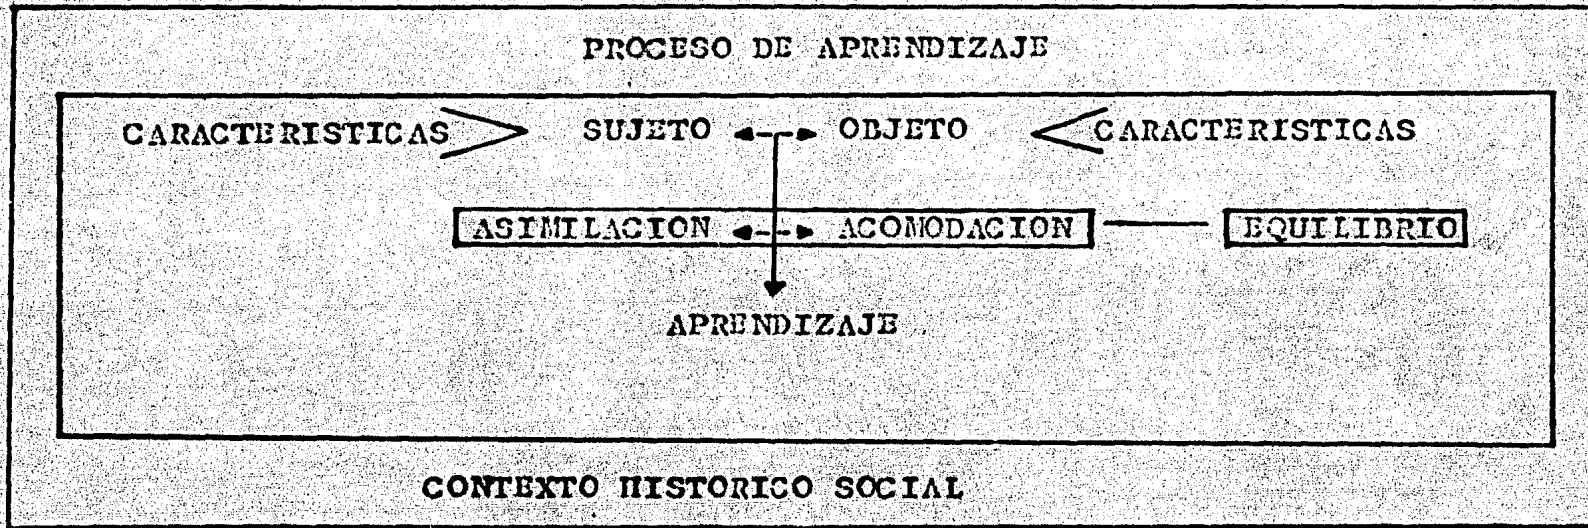 PROCESO DE APRENDIZAJE
CARACTERISTICAS SUJETO OBJETO CARACTERISTICAS
ASIMILACION ACOMODACION EQUILIBRIO
APRENDIZAJE
CONTEXTO HISTORICO SOCIAL